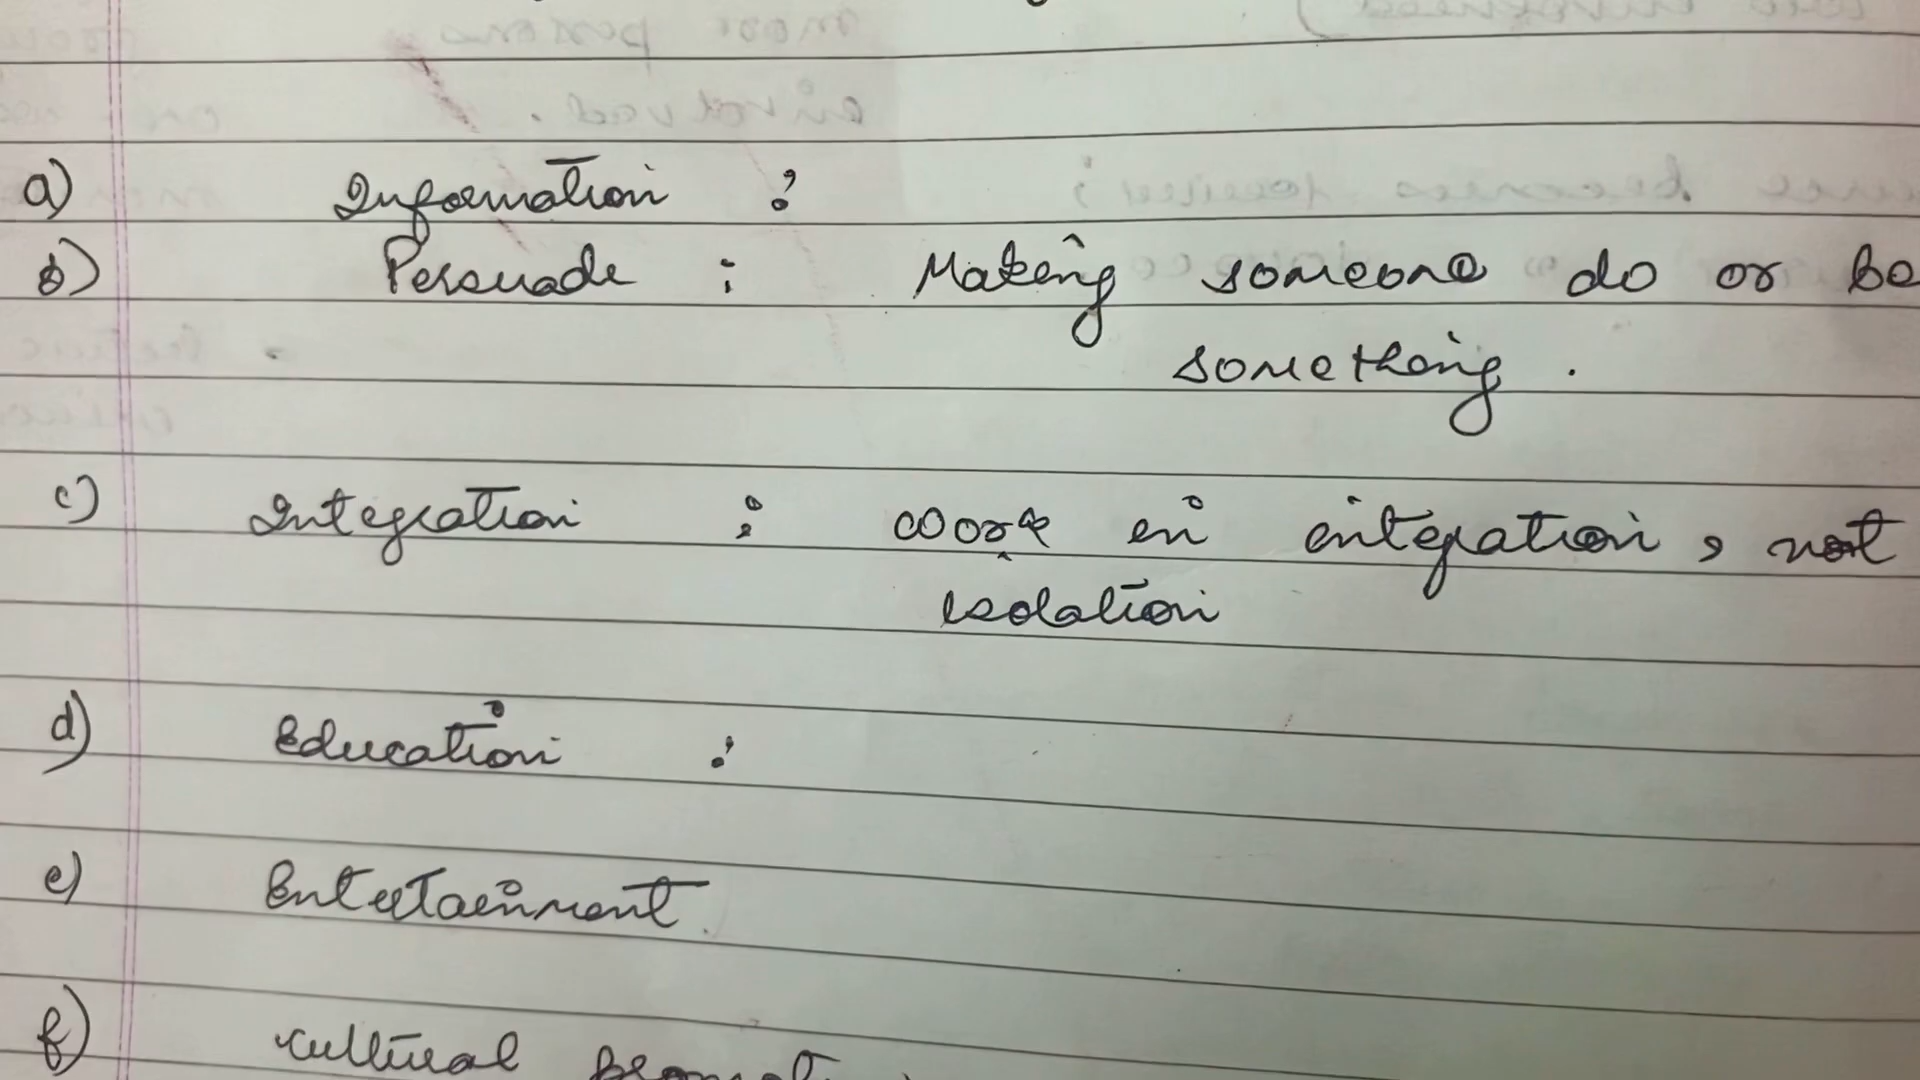 a) Information :
b) Persuade : Making someone do or be
something .
c) Integration : work in integration , not
isolation
d) Education :
e) Entertainment .
f) cultural